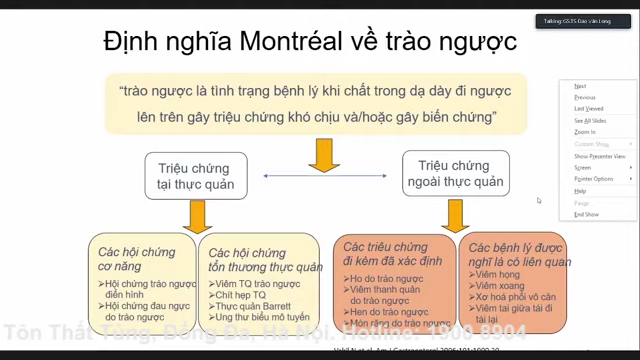 Talking: GS.TS Đào Văn Long
Định nghĩa Montréal về trào ngược
“trào ngược là tình trạng bệnh lý khi chất trong dạ dày đi ngược
lên trên gây triệu chứng khó chịu và/hoặc gây biến chứng”
Triệu chứng
tại thực quản
Triệu chứng
ngoài thực quản
Các hội chứng
cơ năng
Hội chứng trào ngược
điển hình
Hội chứng đau ngực
do trào ngược
Các hội chứng
tổn thương thực quản
Viêm TQ trào ngược
Chít hẹp TQ
Thực quản Barrett
Ung thư biểu mô tuyến
Các triệu chứng
đi kèm đã xác định
Ho do trào ngược
Viêm thanh quản
do trào ngược
Hen do trào ngược
Mòn răng do trào ngược
Các bệnh lý được
nghĩ là có liên quan
Viêm họng
Viêm xoang
Xơ hoá phổi vô căn
Viêm tai giữa tái đi
tái lại
Next
Previous
Last Viewed
See All Slides
Zoom In
Custom Show
Show Presenter View
Screen
Pointer Options
Help
Pause
End Show
Tôn Thất Tùng, Đống Đa, Hà Nội. Hotline: 1900 8904